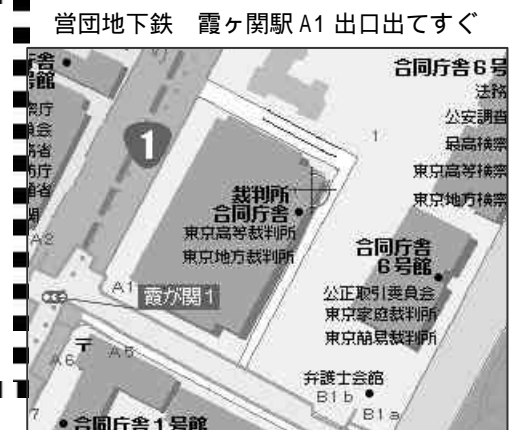 営団地下鉄 霞ヶ関駅 A1 出口出てすぐ
合同庁舎6号
法務
公安調査
最高検察
東京高等検察
東京地方検察
1
1
裁判所
合同庁舎
東京高等裁判所
東京地方裁判所
合同庁舎
6号館
公正取引委員会
東京家庭裁判所
東京簡易裁判所
A2
A1
霞が関1
A6
A5
弁護士会館
B1b
B1a
7
合同庁舎1号館